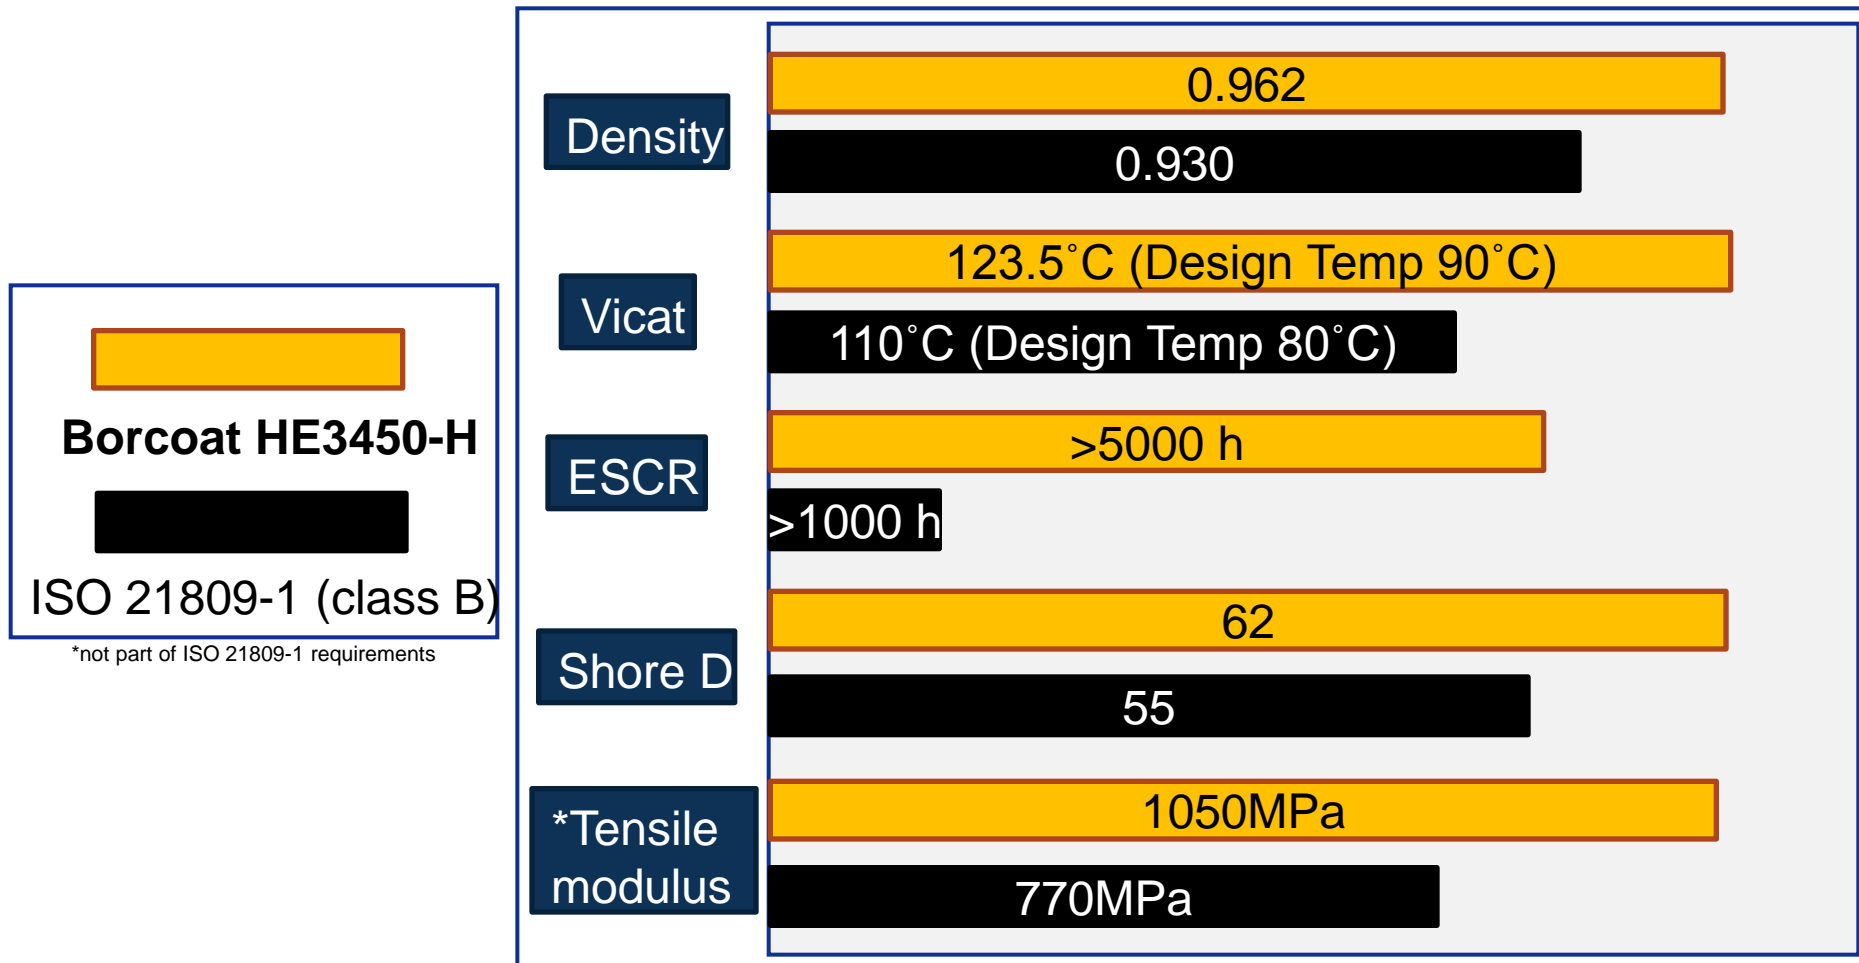 Borcoat HE3450-H
ISO 21809-1 (class B)
*not part of ISO 21809-1 requirements
Density
0.962
0.930
Vicat
123.5˚C (Design Temp 90˚C)
110˚C (Design Temp 80˚C)
ESCR
>5000 h
>1000 h
Shore D
62
55
*Tensile
modulus
1050MPa
770MPa